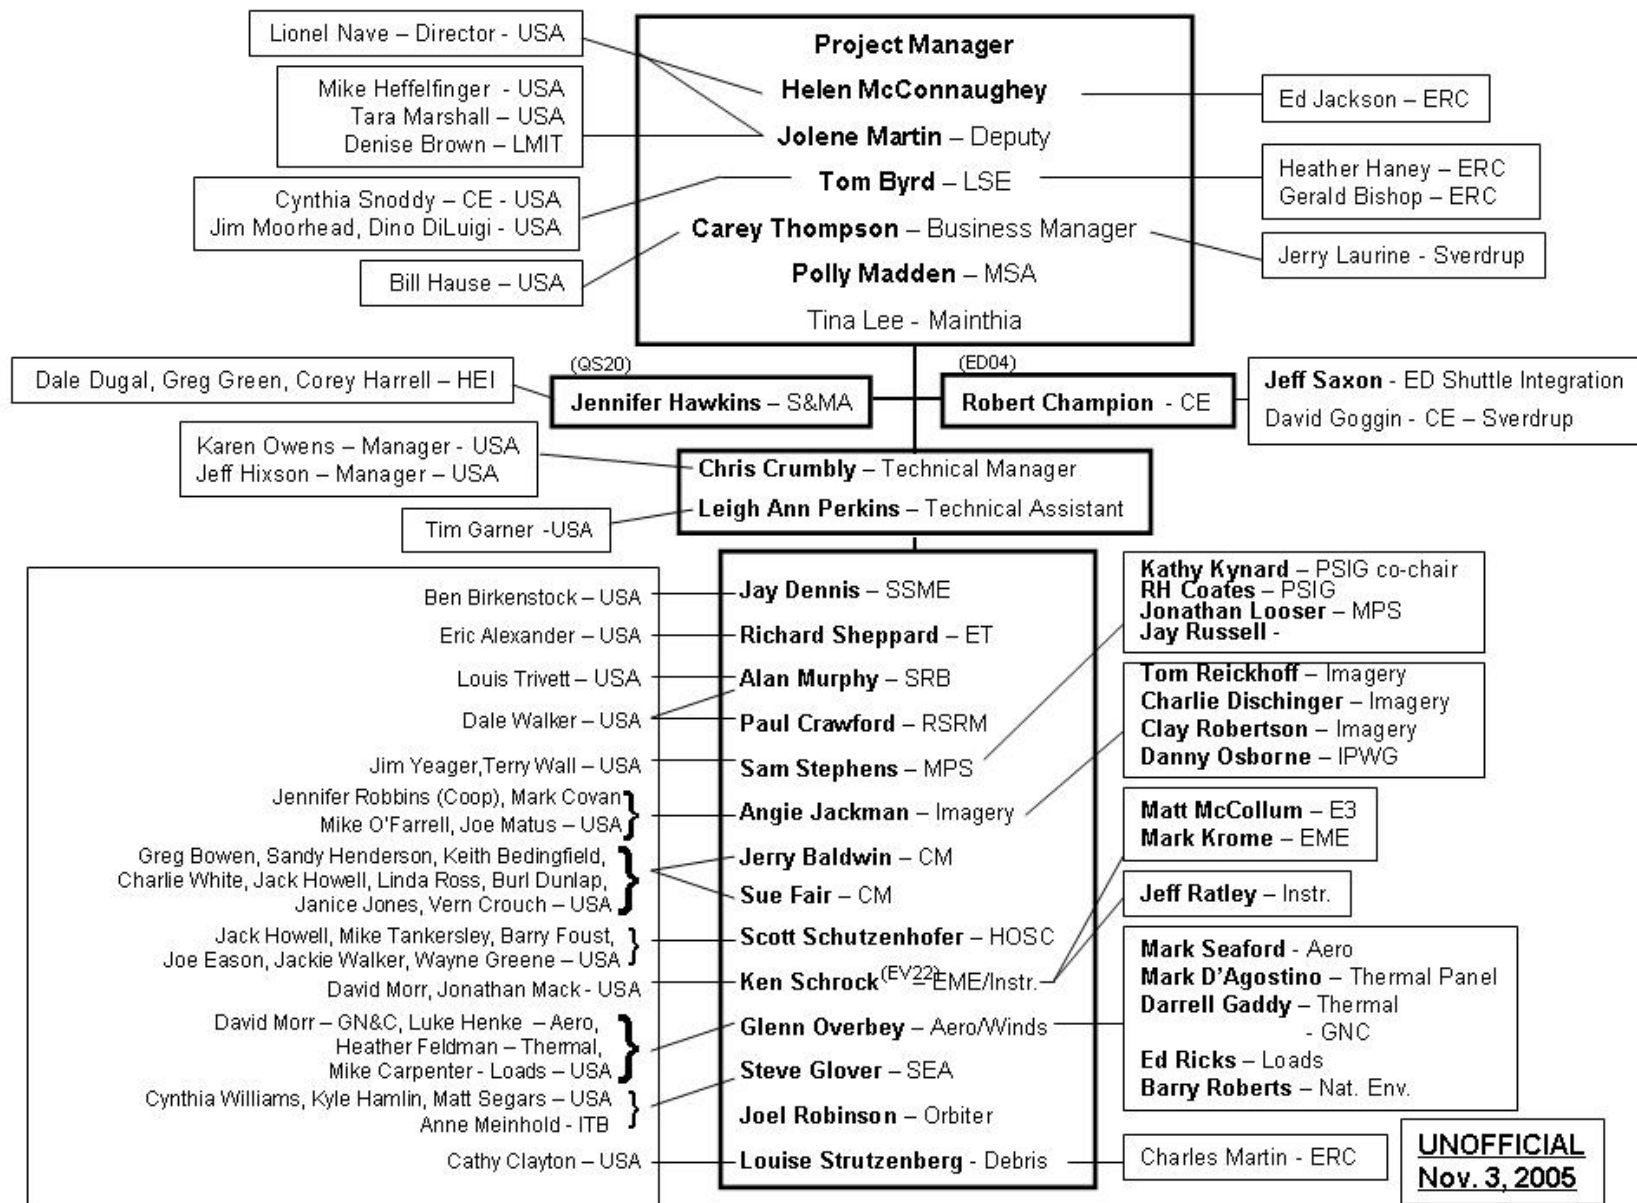 Lionel Nave – Director - USA
Mike Heffelfinger - USA
Tara Marshall – USA
Denise Brown – LMIT
Cynthia Snoddy – CE - USA
Jim Moorhead, Dino DiLuigi - USA
Bill Hause – USA
Project Manager
Helen McConnaughey
Jolene Martin – Deputy
Tom Byrd – LSE
Carey Thompson – Business Manager
Polly Madden – MSA
Tina Lee - Mainthia
Ed Jackson – ERC
Heather Haney – ERC
Gerald Bishop – ERC
Jerry Laurine - Sverdrup
Dale Dugal, Greg Green, Corey Harrell – HEI
(QS20)
Jennifer Hawkins – S&MA
(ED04)
Robert Champion - CE
Jeff Saxon - ED Shuttle Integration
David Goggin - CE – Sverdrup
Karen Owens – Manager - USA
Jeff Hixson – Manager – USA
Tim Garner -USA
Chris Crumbly – Technical Manager
Leigh Ann Perkins – Technical Assistant
Ben Birkenstock – USA
Eric Alexander – USA
Louis Trivett – USA
Dale Walker – USA
Jim Yeager,Terry Wall – USA
Jennifer Robbins (Coop), Mark Covan
Mike O'Farrell, Joe Matus – USA
Greg Bowen, Sandy Henderson, Keith Bedingfield,
Charlie White, Jack Howell, Linda Ross, Burl Dunlap,
Janice Jones, Vern Crouch – USA
Jack Howell, Mike Tankersley, Barry Foust,
Joe Eason, Jackie Walker, Wayne Greene – USA
David Morr, Jonathan Mack - USA
David Morr – GN&C, Luke Henke – Aero,
Heather Feldman – Thermal,
Mike Carpenter - Loads – USA
Cynthia Williams, Kyle Hamlin, Matt Segars – USA
Anne Meinhold - ITB
Cathy Clayton – USA
Jay Dennis – SSME
Richard Sheppard – ET
Alan Murphy – SRB
Paul Crawford – RSRM
Sam Stephens – MPS
Angie Jackman – Imagery
Jerry Baldwin – CM
Sue Fair – CM
Scott Schutzenhofer – HOSC
Ken Schrock (EV22) – EME/Instr.
Glenn Overbey – Aero/Winds
Steve Glover – SEA
Joel Robinson – Orbiter
Louise Strutzenberg - Debris
Kathy Kynard – PSIG co-chair
RH Coates – PSIG
Jonathan Looser – MPS
Jay Russell -
Tom Reickhoff – Imagery
Charlie Dischinger – Imagery
Clay Robertson – Imagery
Danny Osborne – IPWG
Matt McCollum – E3
Mark Krome – EME
Jeff Ratley – Instr.
Mark Seaford - Aero
Mark D'Agostino – Thermal Panel
Darrell Gaddy – Thermal
- GNC
Ed Ricks – Loads
Barry Roberts – Nat. Env.
Charles Martin - ERC
UNOFFICIAL
Nov. 3, 2005